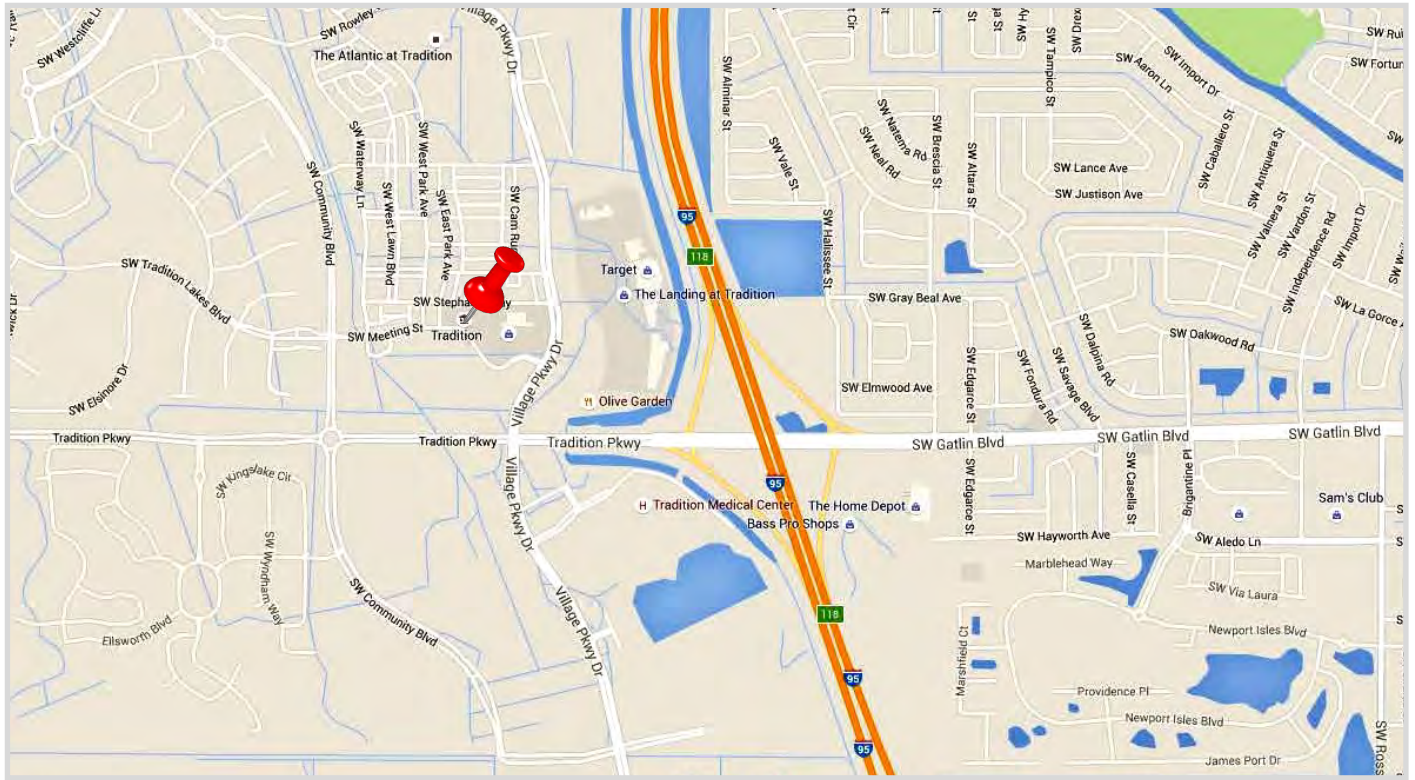 SW Westcliffe L
SW Rowley
The Atlantic at Tradition
Village Pkwy Dr
SW Community Blvd
SW Waterway Ln
SW West Park Ave
SW West Lawn Blvd
SW East Park Ave
SW Cam Ru
SW Tradition Lakes Blvd
SW Steph
SW Meeting St
Tradition
SW Elsinore Dr
Target
The Landing at Tradition
Olive Garden
Village Pkwy Dr
Tradition Pkwy
Tradition Pkwy
Tradition Pkwy
95
118
SW Alminar St
SW Vale St
t Cir
SW Neal Rd
SW Natema Rd
SW Brescia St
SW Altara St
SW Hallssee St
SW Tampico St
SW Aaron Ln
SW Import Dr
SW Lance Ave
SW Justison Ave
SW Caballero St
SW Antiquera St
SW Valnera St
SW Vardon St
SW Independence Rd
SW Import Dr
SW Fortun
SW La Gorce A
SW Gray Beal Ave
SW Oakwood Rd
SW Elmwood Ave
SW Edgarce St
SW Fondura Rd
SW Savage Blvd
SW Dalpina Rd
SW Gatlin Blvd
SW Gatlin Blvd
SW Gatlin Blvd
SW Kingslake Cir
SW Wyndham Way
Ellsworth Blvd
SW Community Blvd
Village Pkwy Dr
Village Pkwy Dr
Tradition Medical Center
95
The Home Depot
Bass Pro Shops
SW Edgarce St
SW Casella St
Brigantine Pl
Sam's Club
SW Hayworth Ave
SW Aledo Ln
Marblehead Way
SW Via Laura
118
Newport Isles Blvd
Marshfield Ct
95
Providence Pl
Newport Isles Blvd
95
James Port Dr
SW Ross